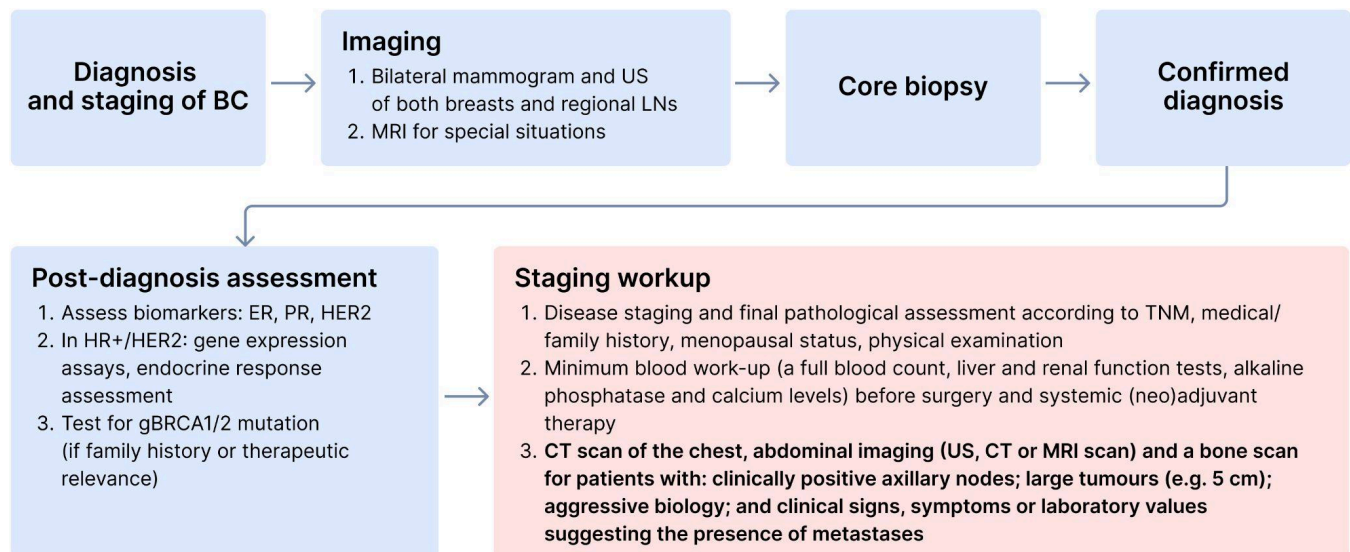 Diagnosis
and staging of BC
Imaging
1. Bilateral mammogram and US
of both breasts and regional LNs
2. MRI for special situations
Core biopsy
Confirmed
diagnosis
Post-diagnosis assessment
1. Assess biomarkers: ER, PR, HER2
2. In HR+/HER2: gene expression
assays, endocrine response
assessment
3. Test for gBRCA1/2 mutation
(if family history or therapeutic
relevance)
Staging workup
1. Disease staging and final pathological assessment according to TNM, medical/
family history, menopausal status, physical examination
2. Minimum blood work-up (a full blood count, liver and renal function tests, alkaline
phosphatase and calcium levels) before surgery and systemic (neo)adjuvant
therapy
3. CT scan of the chest, abdominal imaging (US, CT or MRI scan) and a bone scan
for patients with: clinically positive axillary nodes; large tumours (e.g. 5 cm);
aggressive biology; and clinical signs, symptoms or laboratory values
suggesting the presence of metastases